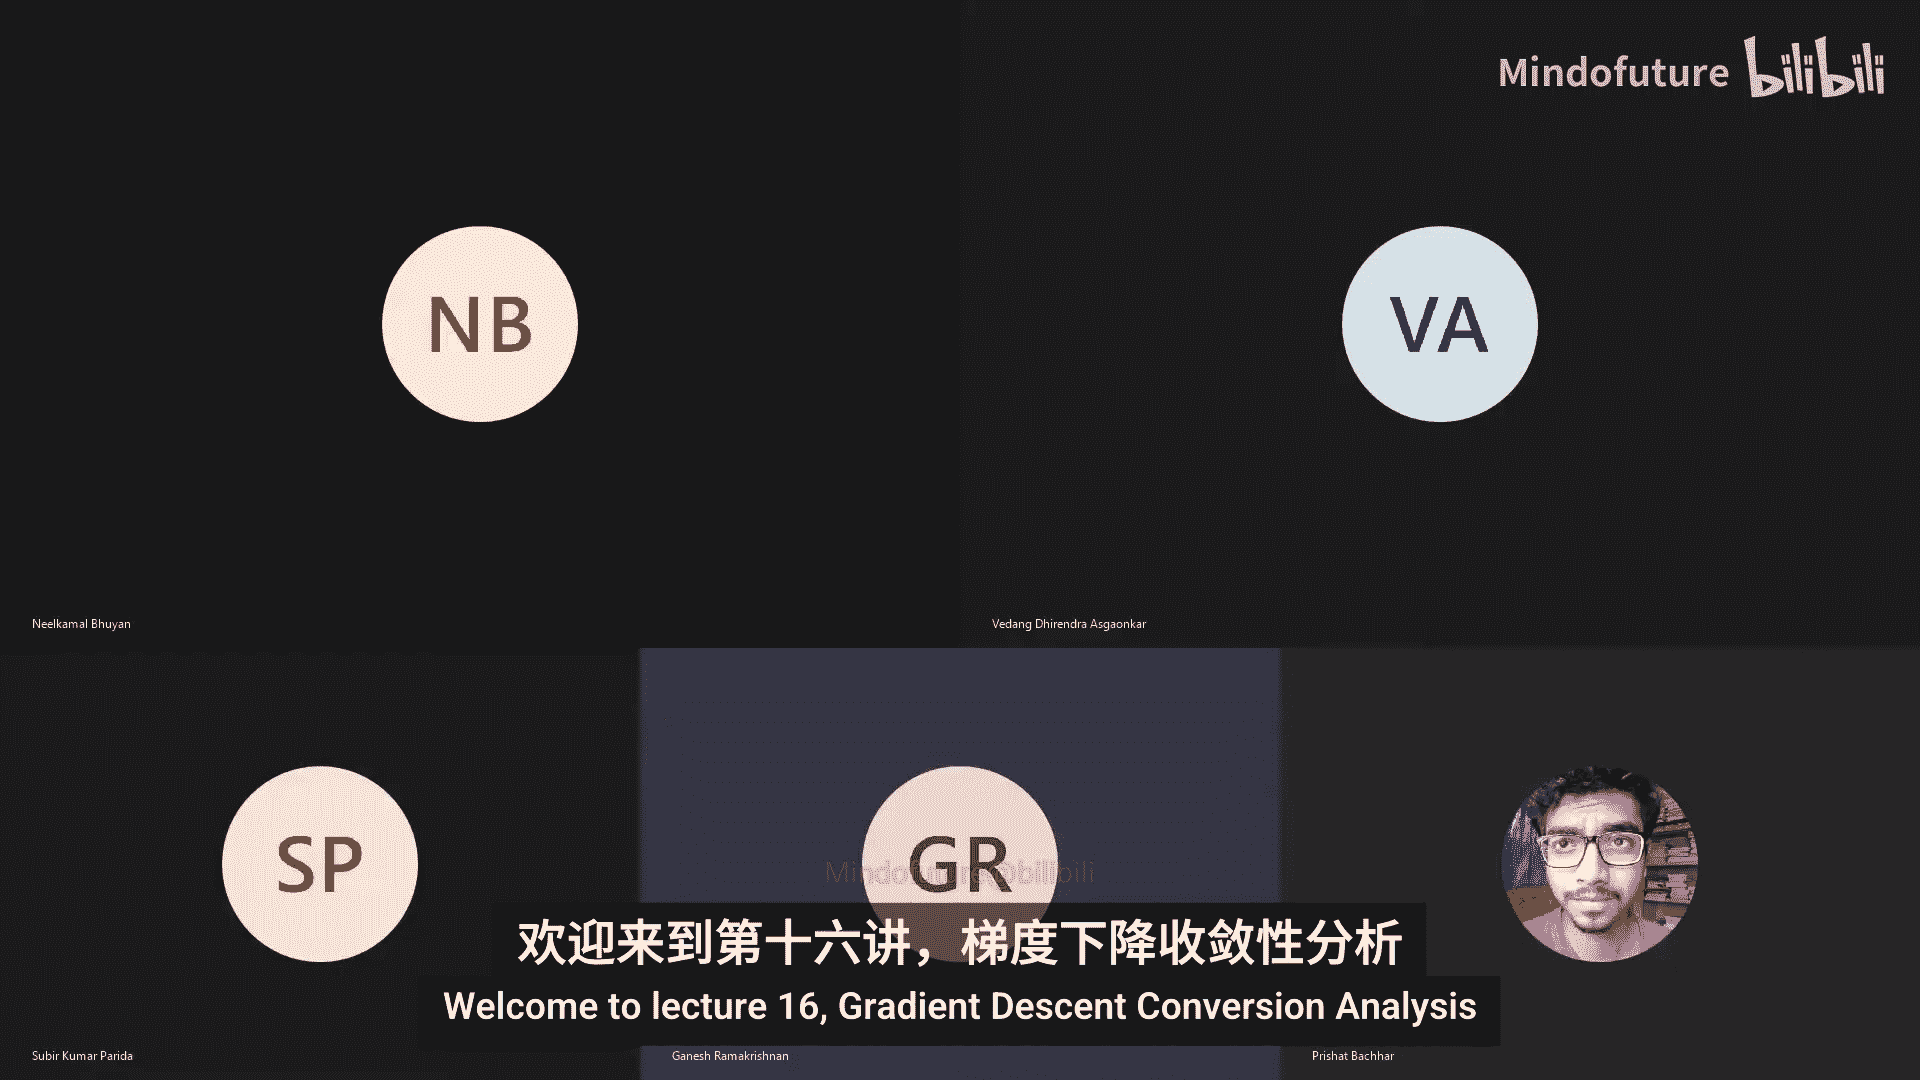 Mindofuture bilibili
NB
VA
Neelkamal Bhuyan
Vedang Dhirendra Asgaonkar
SP
GR
Mindofuture@bilibili
欢迎来到第十六讲，梯度下降收敛性分析
Welcome to lecture 16, Gradient Descent Conversion Analysis
Subir Kumar Parida
Ganesh Ramakrishnan
Prishat Bachhar